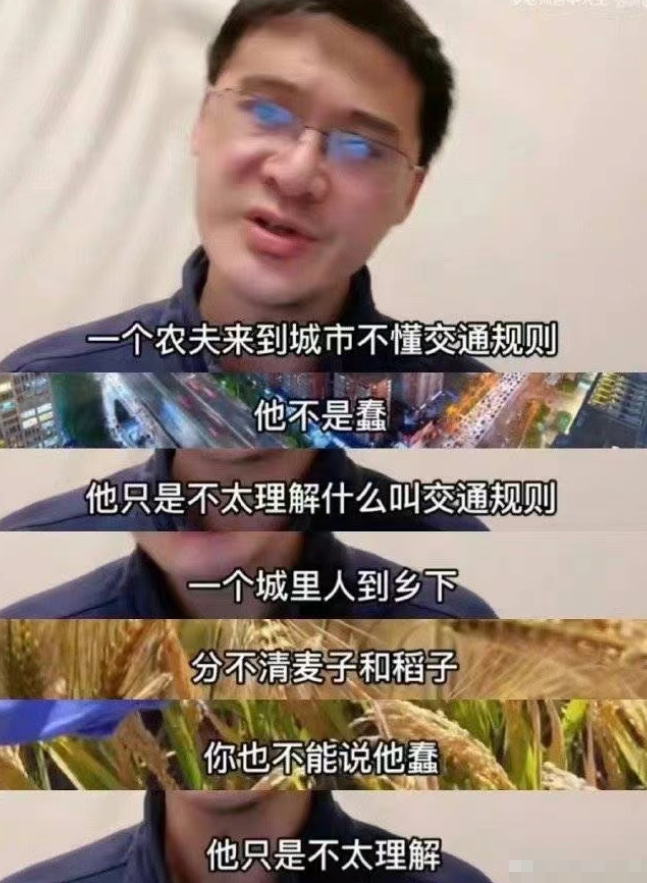 一个农夫来到城市不懂交通规则
他不是蠢
他只是不太理解什么叫交通规则
一个城里人到乡下
分不清麦子和稻子
你也不能说他蠢
他只是不太理解